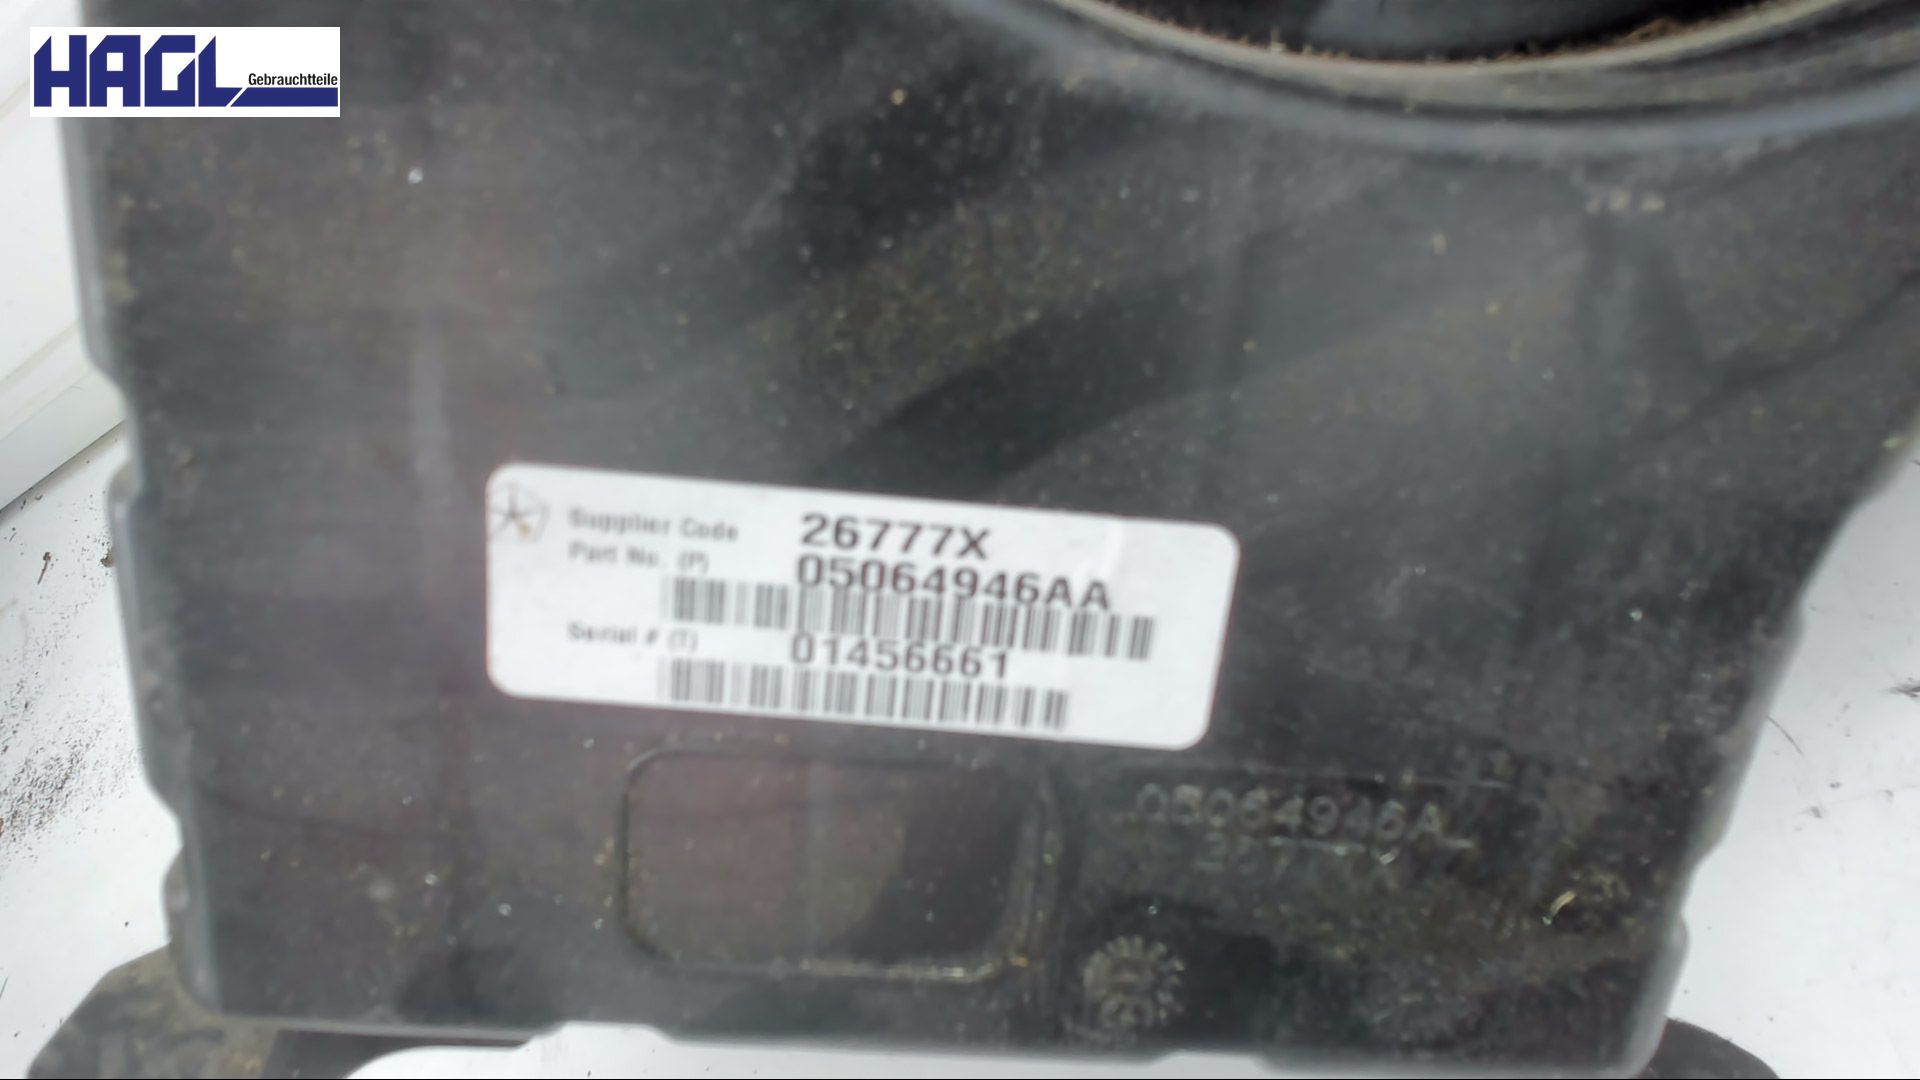 HAGL
Gebrauchtteile
Supplier Code 26777X
Part No. (P) 05064946AA
Serial # (T) 01456661
05064946A